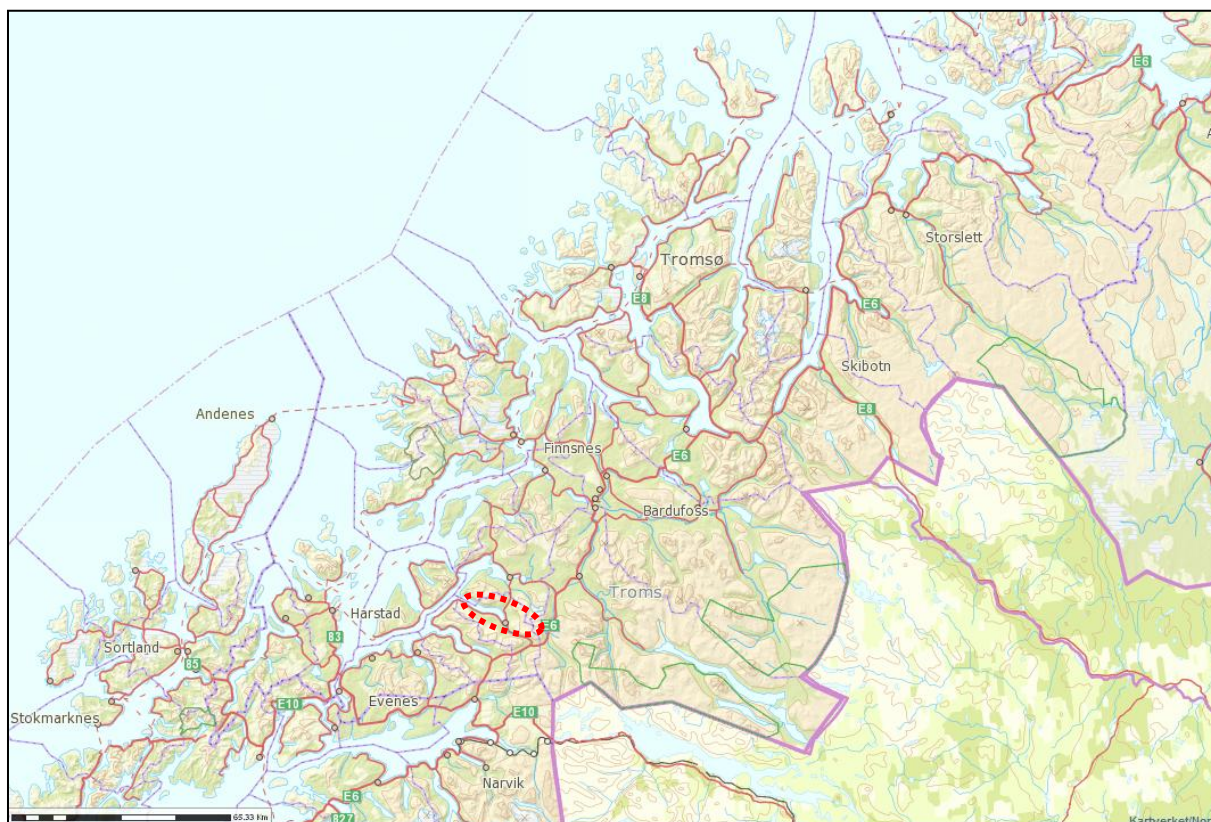 E6
A
Storslett
Tromsø
E8
E6
Skibotn
Andenes
E8
Finnsnes
E6
Bardufoss
Troms
Harstad
83
E6
Sortland
85
Evenes
E10
Stokmarknes
E10
Narvik
E6
827
65.33 Km
Kartverket/Nor